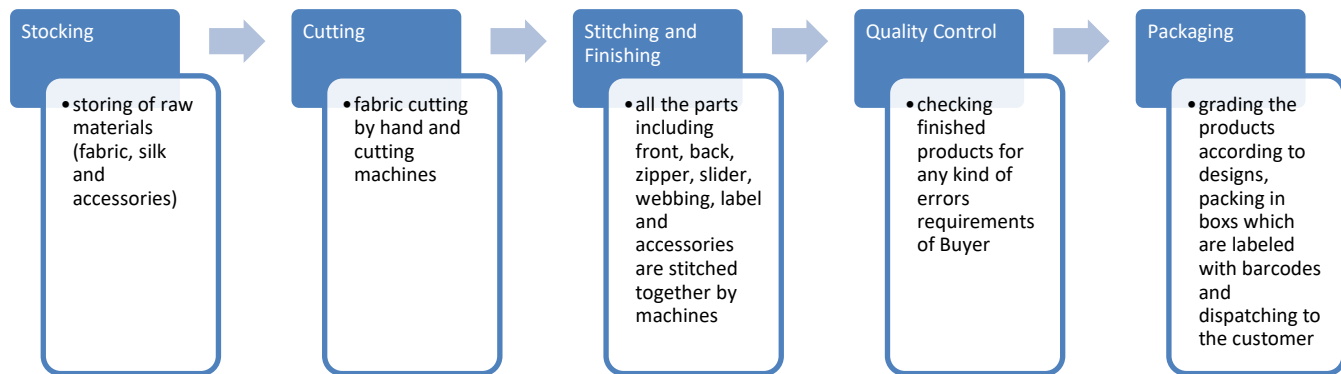 Stocking
• storing of raw
materials
(fabric, silk
and
accessories)
Cutting
• fabric cutting
by hand and
cutting
machines
Stitching and
Finishing
• all the parts
including
front, back,
zipper, slider,
webbing, label
and
accessories
are stitched
together by
machines
Quality Control
• checking
finished
products for
any kind of
errors
requirements
of Buyer
Packaging
• grading the
products
according to
designs,
packing in
boxs which
are labeled
with barcodes
and
dispatching to
the customer